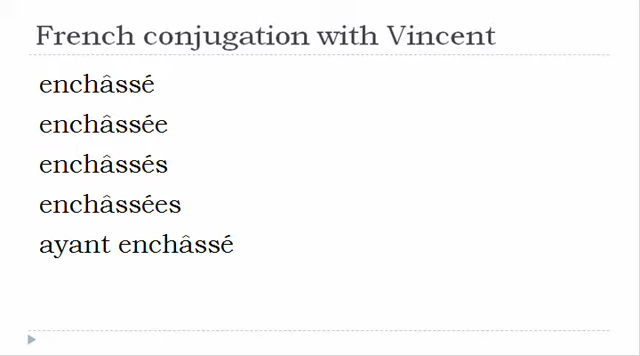 French conjugation with Vincent
enchâssé
enchâssée
enchâssés
enchâssées
ayant enchâssé